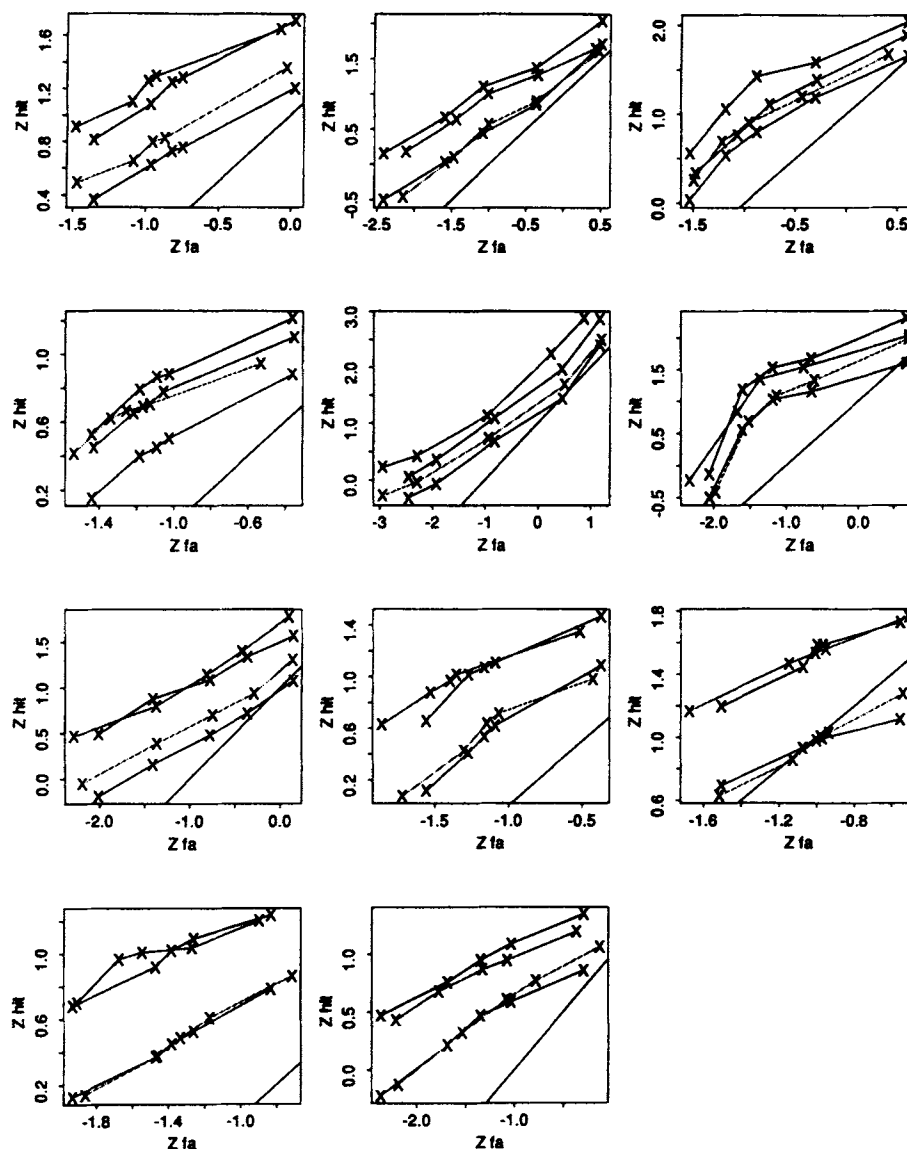 Z hit
0.4 0.8 1.2 1.6
-1.5 -1.0 -0.5 0.0
Z fa
Z hit
-0.5 0.5 1.5
-2.5 -1.5 -0.5 0.5
Z fa
Z hit
0.0 1.0 2.0
-1.5 -0.5 0.5
Z fa
Z hit
0.2 0.6 1.0
-1.4 -1.0 -0.6
Z fa
Z hit
0.0 1.0 2.0 3.0
-3 -2 -1 0 1
Z fa
Z hit
-0.5 0.5 1.5
-2.0 -1.0 0.0
Z fa
Z hit
0.0 0.5 1.0 1.5
-2.0 -1.0 0.0
Z fa
Z hit
0.2 0.6 1.0 1.4
-1.5 -1.0 -0.5
Z fa
Z hit
0.6 1.0 1.4 1.8
-1.6 -1.2 -0.8
Z fa
Z hit
0.2 0.6 1.0
-1.8 -1.4 -1.0
Z fa
Z hit
0.0 0.5 1.0
-2.0 -1.0
Z fa